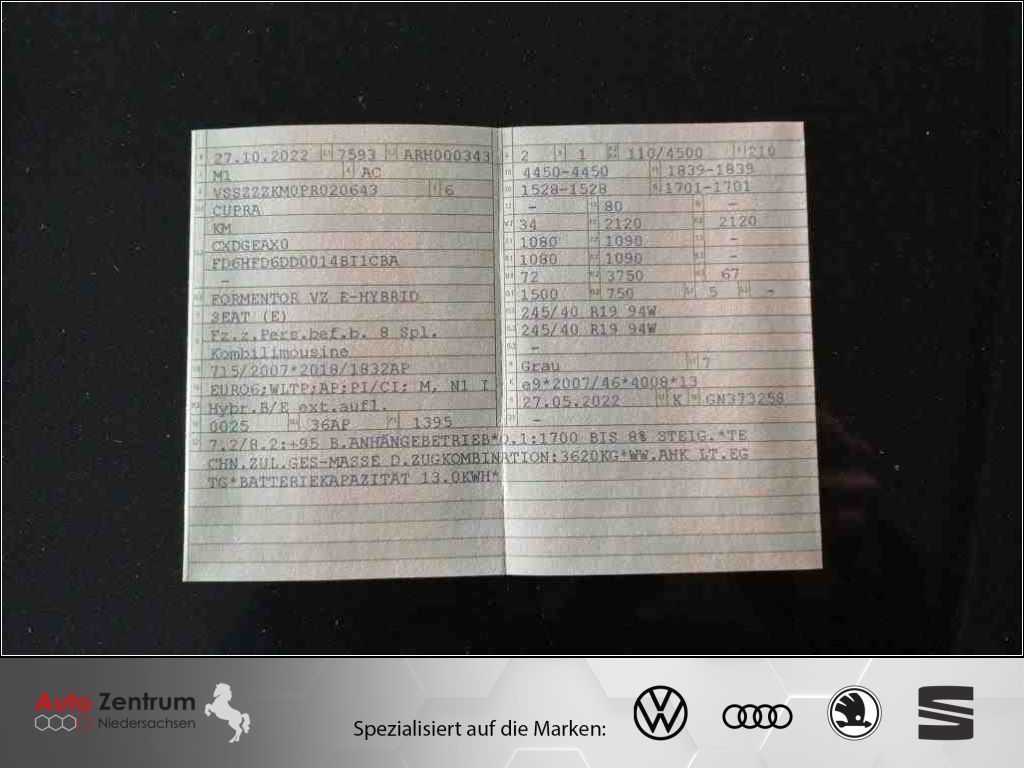 27.10.2022 7593 ARH000343
M1 AC
VSSZZZKM0PR020643 6
CUPRA
KM
CXDGEAX0
FD6HFD6DD0014BI1CBA
-
FORMENTOR VZ E-HYBRID
SEAT (E)
Fz.z.Pers.bef.b. 8 Spl.
Kombilimousine
715/2007*2018/1832AP
EURO6;WLTP;AP;PI/CI; M, N1 I
Hybr.B/E ext.aufl.
0025 36AP 1395
2 1 110/4500 210
4450-4450 1839-1839
1528-1528 1701-1701
- 80 -
34 2120 2120
1080 1090 -
1080 1090 -
72 3750 67
1500 750 5 -
245/40 R19 94W
245/40 R19 94W
-
Grau 7
e9*2007/46*4008*13
27.05.2022 K GN373258
-
7.2/8.2:+95 B.ANHÄNGEBETRIEB*O.1:1700 BIS 8% STEIG.*TE
CHN.ZUL.GES-MASSE D.ZUGKOMBINATION:3620KG*WW.AHK LT.EG
TG*BATTERIEKAPAZITÄT 13.0KWH*
Auto Zentrum
Niedersachsen
Spezialisiert auf die Marken: